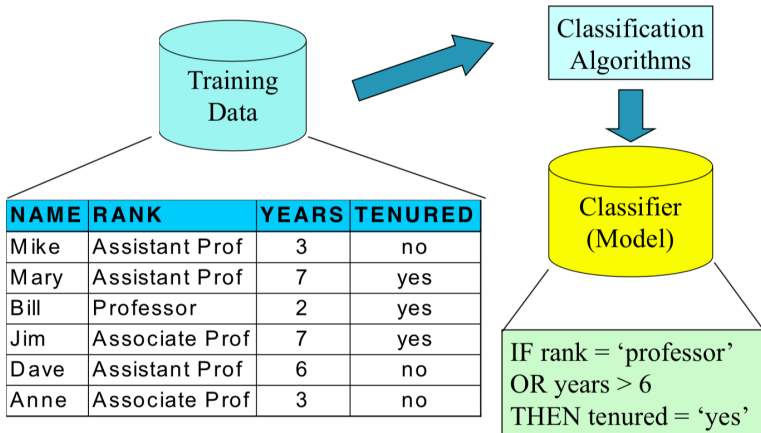 Training
Data
Classification
Algorithms
Classifier
(Model)
NAME RANK YEARS TENURED
Mike Assistant Prof 3 no
Mary Assistant Prof 7 yes
Bill Professor 2 yes
Jim Associate Prof 7 yes
Dave Assistant Prof 6 no
Anne Associate Prof 3 no
IF rank = ‘professor’
OR years > 6
THEN tenured = ‘yes’